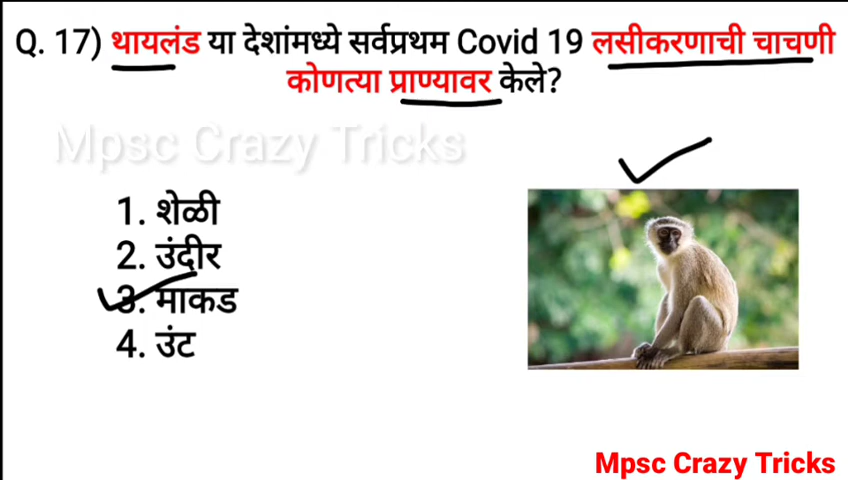 Q. 17) थायलंड या देशांमध्ये सर्वप्रथम Covid 19 लसीकरणाची चाचणी
कोणत्या प्राण्यावर केले?
Mpsc Crazy Tricks
1. शेळी
2. उंदीर
3. माकड
4. उंट
Mpsc Crazy Tricks